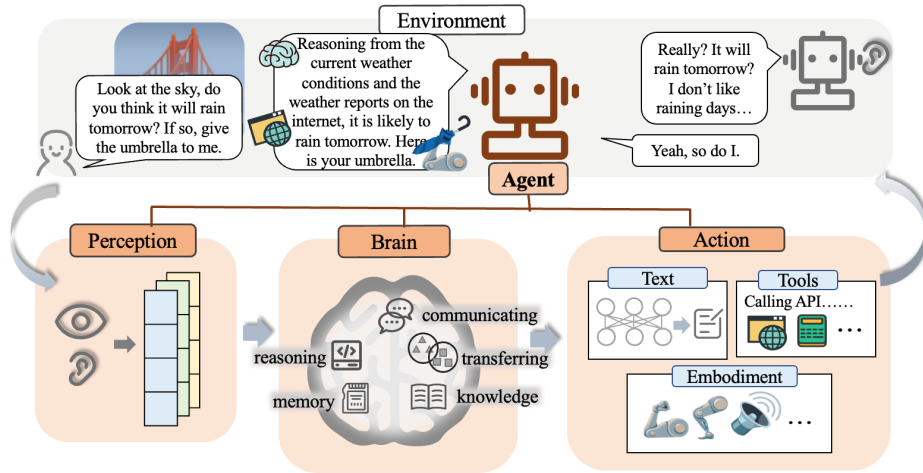 Environment
Look at the sky, do
you think it will rain
tomorrow? If so, give
the umbrella to me.
Reasoning from the
current weather
conditions and the
weather reports on the
internet, it is likely to
rain tomorrow. Here
is your umbrella.
Really? It will
rain tomorrow?
I don't like
raining days…
Yeah, so do I.
Agent
Perception
Brain
communicating
reasoning
transferring
memory
knowledge
Action
Text
Tools
Calling API……
...
Embodiment
...